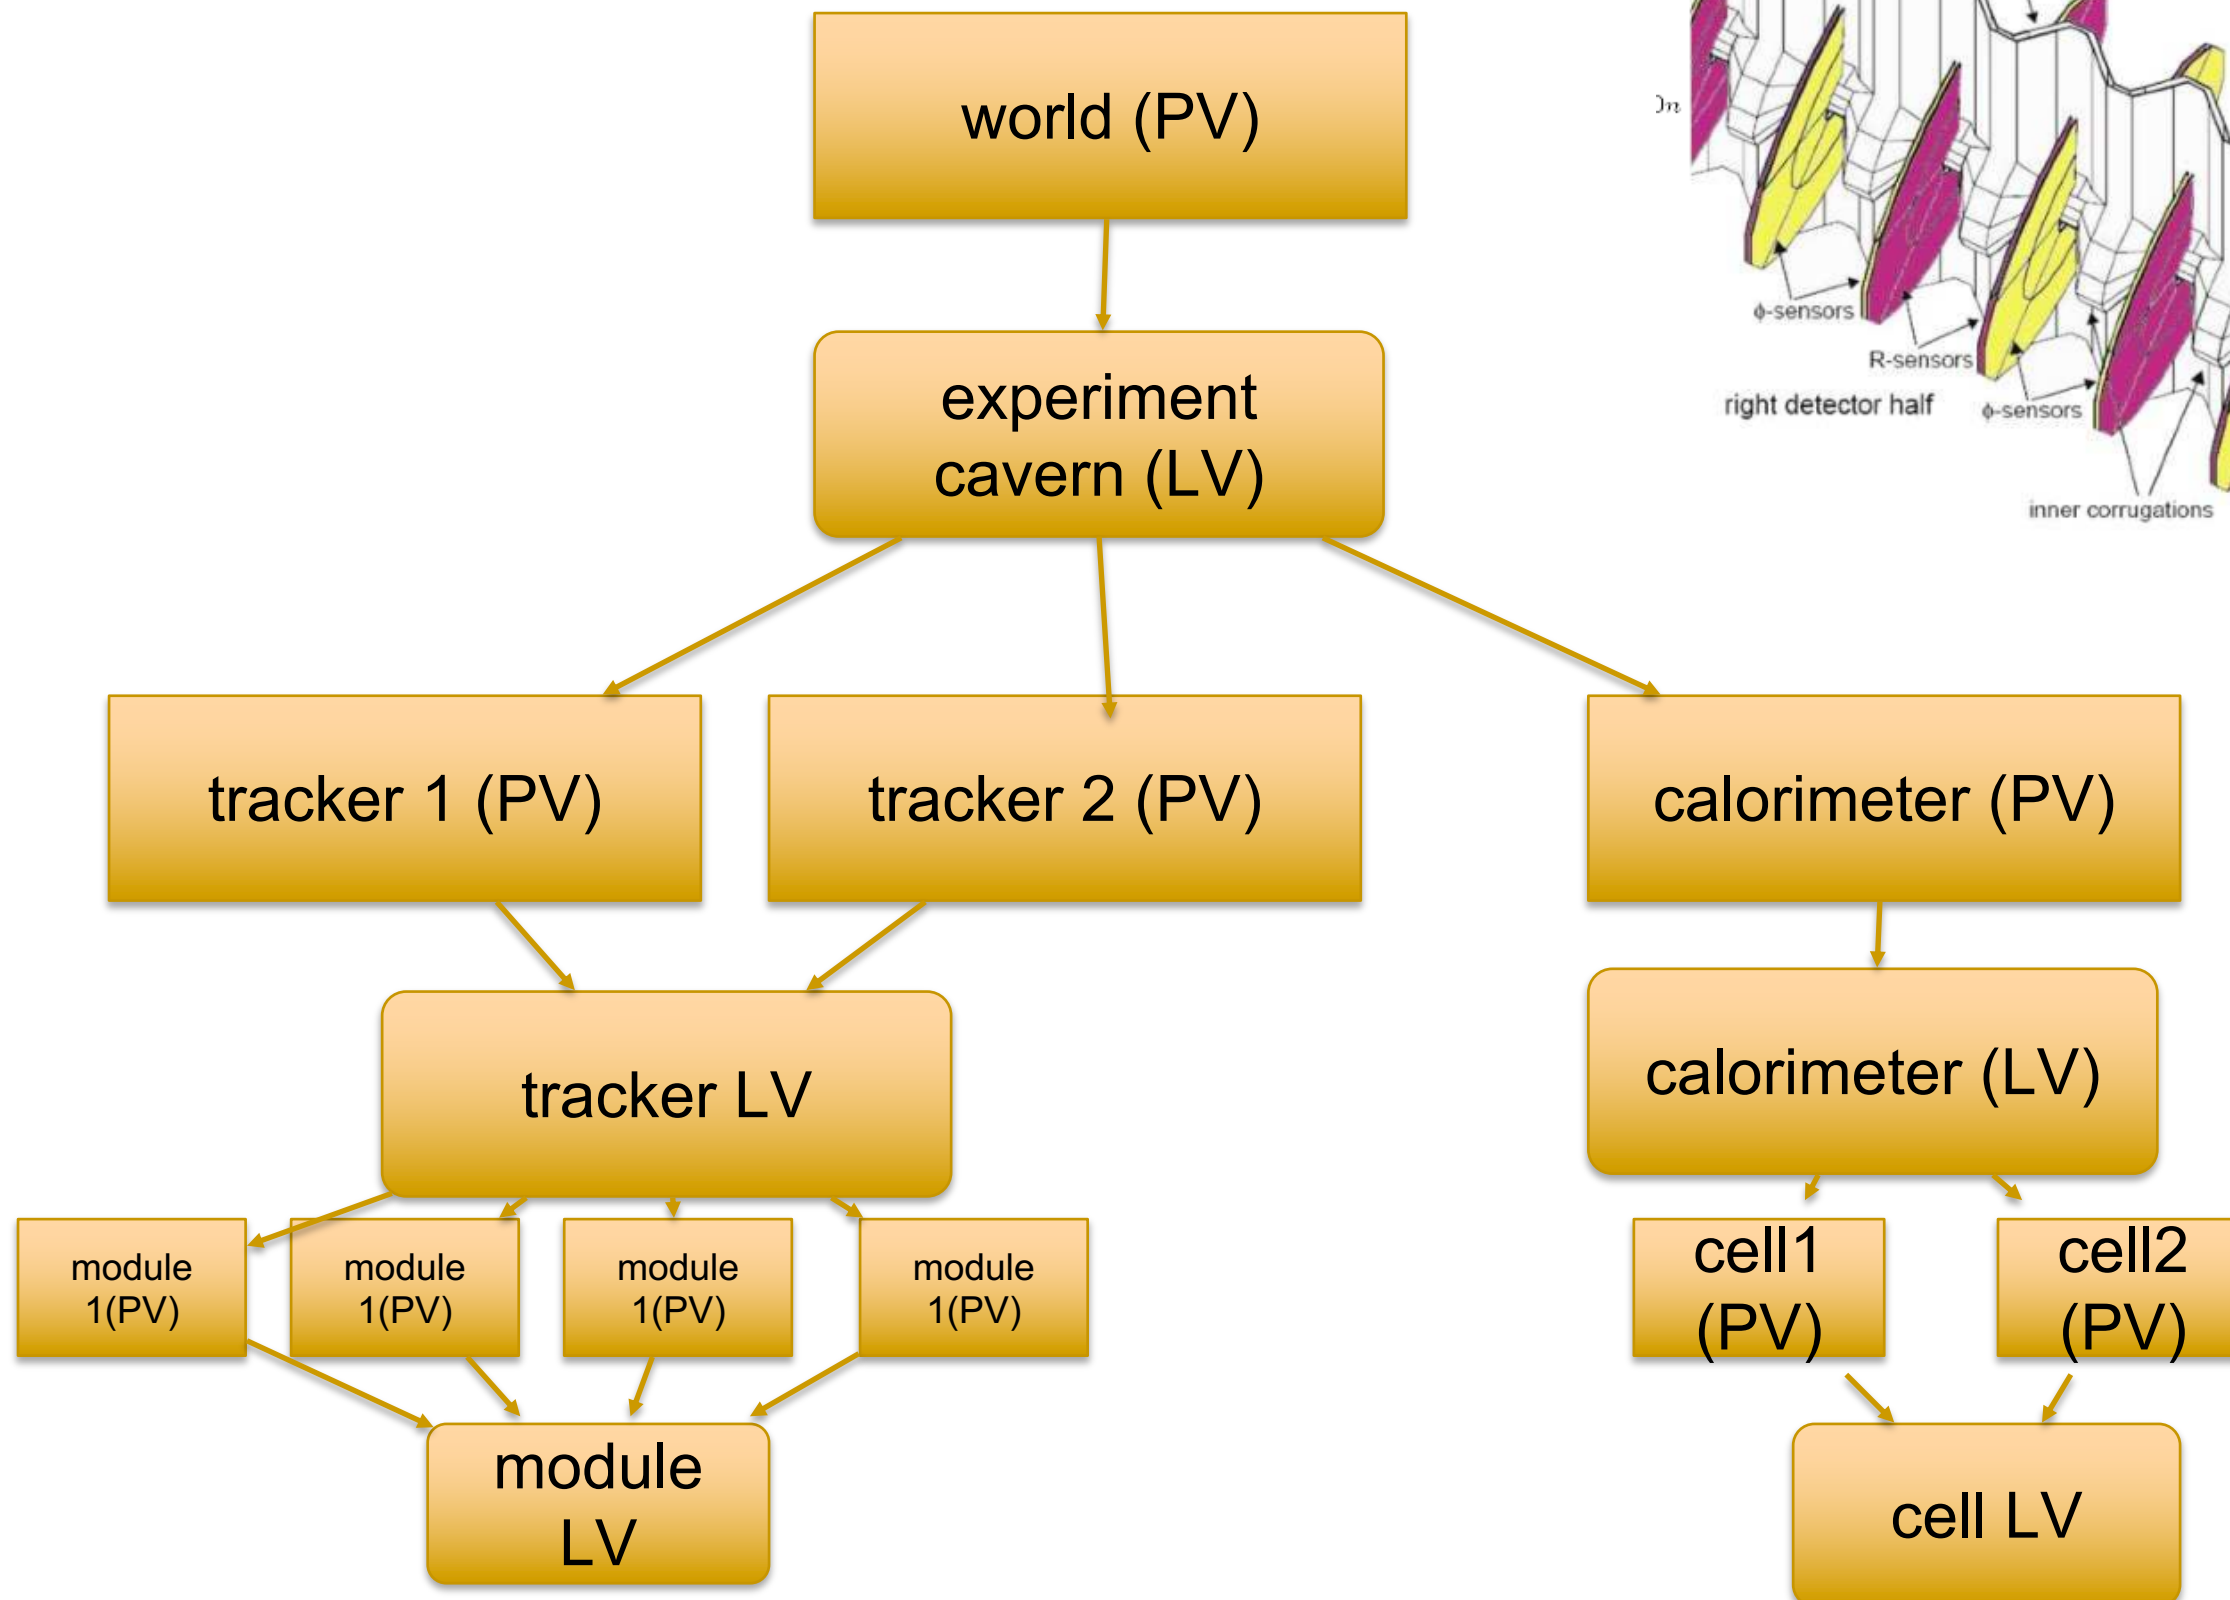 world (PV)
experiment
cavern (LV)
ϕ-sensors
R-sensors
right detector half
ϕ-sensors
inner corrugations
tracker 1 (PV)
tracker 2 (PV)
calorimeter (PV)
tracker LV
calorimeter (LV)
module
1(PV)
module
1(PV)
module
1(PV)
module
1(PV)
cell1
(PV)
cell2
(PV)
module
LV
cell LV